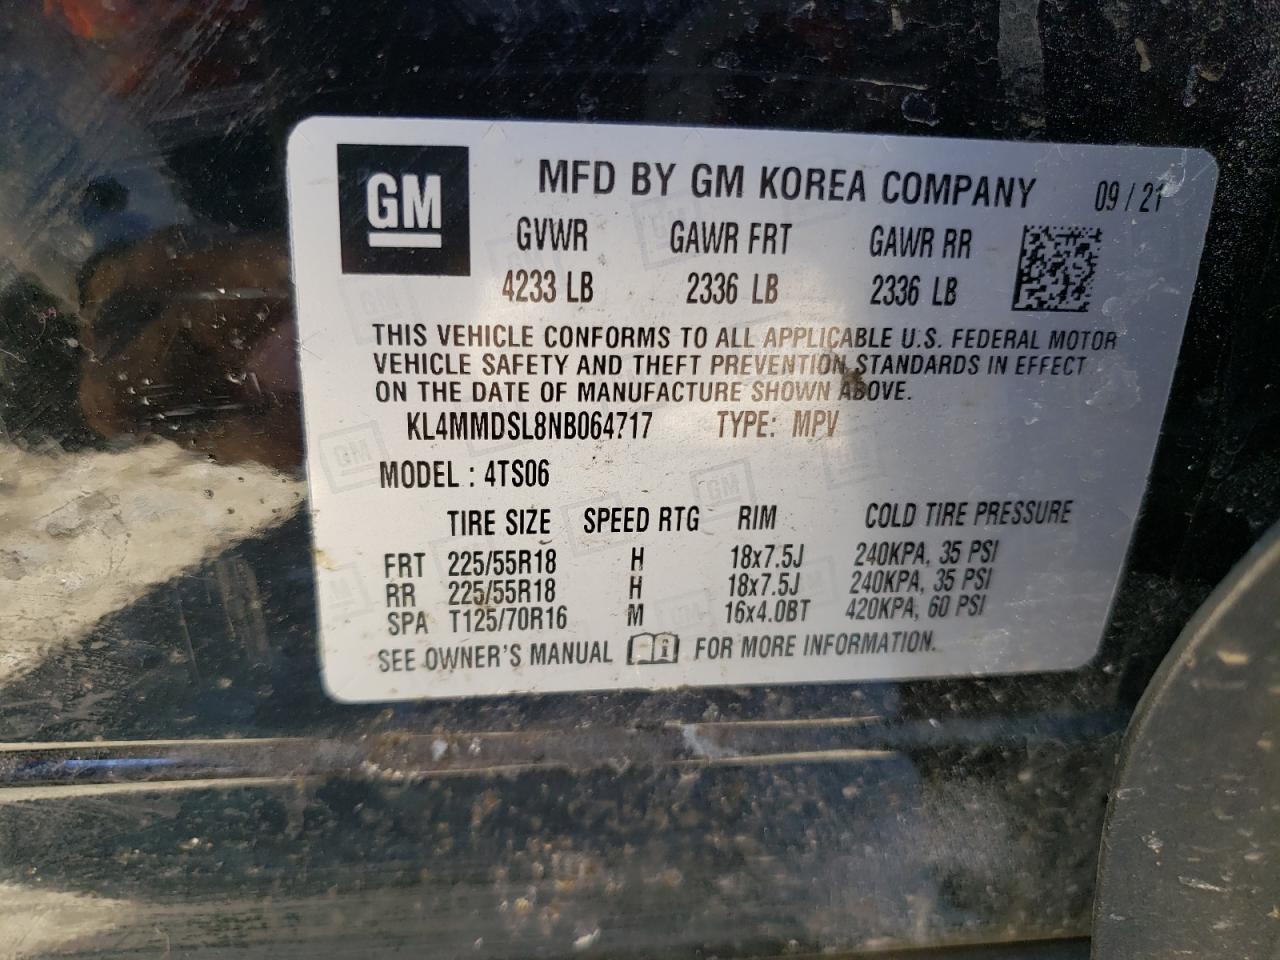 GM
MFD BY GM KOREA COMPANY 09 / 21
GVWR GAWR FRT GAWR RR
4233 LB 2336 LB 2336 LB
THIS VEHICLE CONFORMS TO ALL APPLICABLE U.S. FEDERAL MOTOR
VEHICLE SAFETY AND THEFT PREVENTION STANDARDS IN EFFECT
ON THE DATE OF MANUFACTURE SHOWN ABOVE.
KL4MMDSL8NB064717 TYPE: MPV
MODEL : 4TS06
TIRE SIZE SPEED RTG RIM COLD TIRE PRESSURE
FRT 225/55R18 H 18x7.5J 240KPA, 35 PSI
RR 225/55R18 H 18x7.5J 240KPA, 35 PSI
SPA T125/70R16 M 16x4.0BT 420KPA, 60 PSI
SEE OWNER'S MANUAL i FOR MORE INFORMATION.